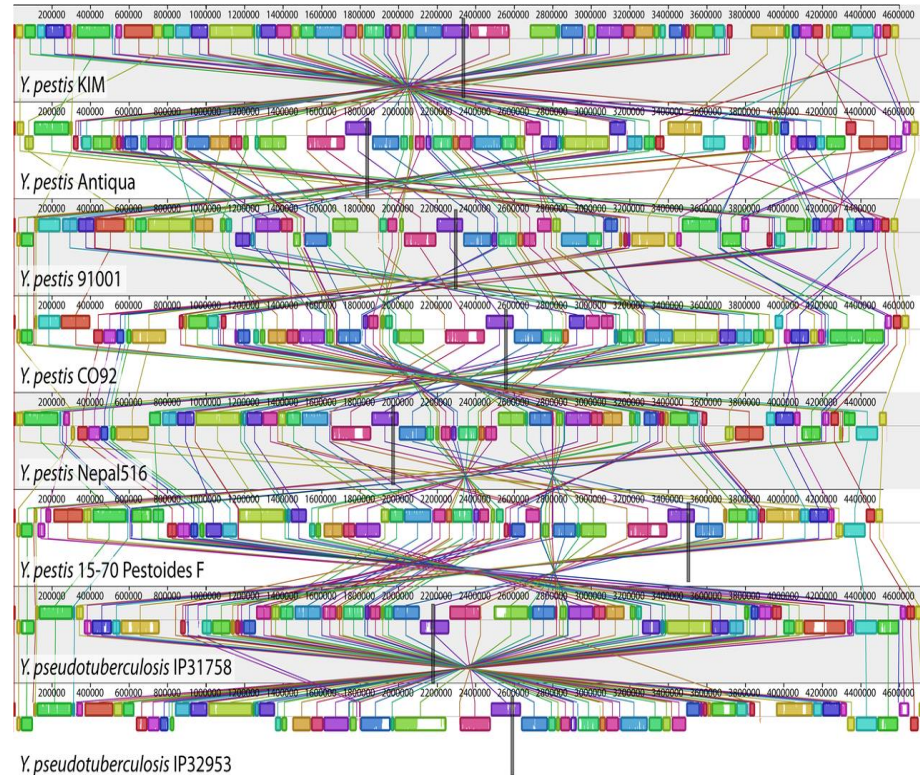 200000 400000 600000 800000 1000000 1200000 1400000 1600000 1800000 2000000 2200000 2400000 2600000 2800000 3000000 3200000 3400000 3600000 3800000 4000000 4200000 4400000 4600000
Y. pestis KIM
200000 400000 600000 800000 1000000 1200000 1400000 1600000 1800000 2000000 2200000 2400000 2600000 2800000 3000000 3200000 3400000 3600000 3800000 4000000 4200000 4400000 4600000
Y. pestis Antiqua
200000 400000 600000 800000 1000000 1200000 1400000 1600000 1800000 2000000 2200000 2400000 2600000 2800000 3000000 3200000 3400000 3600000 3800000 4000000 4200000 4400000
Y. pestis 91001
200000 400000 600000 800000 1000000 1200000 1400000 1600000 1800000 2000000 2200000 2400000 2600000 2800000 3000000 3200000 3400000 3600000 3800000 4000000 4200000 4400000 4600000
Y. pestis CO92
200000 400000 600000 800000 1000000 1200000 1400000 1600000 1800000 2000000 2200000 2400000 2600000 2800000 3000000 3200000 3400000 3600000 3800000 4000000 4200000 4400000
Y. pestis Nepal516
200000 400000 600000 800000 1000000 1200000 1400000 1600000 1800000 2000000 2200000 2400000 2600000 2800000 3000000 3200000 3400000 3600000 3800000 4000000 4200000 4400000
Y. pestis 15-70 Pestoides F
200000 400000 600000 800000 1000000 1200000 1400000 1600000 1800000 2000000 2200000 2400000 2600000 2800000 3000000 3200000 3400000 3600000 3800000 4000000 4200000 4400000 4600000
Y. pseudotuberculosis IP31758
200000 400000 600000 800000 1000000 1200000 1400000 1600000 1800000 2000000 2200000 2400000 2600000 2800000 3000000 3200000 3400000 3600000 3800000 4000000 4200000 4400000 4600000
Y. pseudotuberculosis IP32953